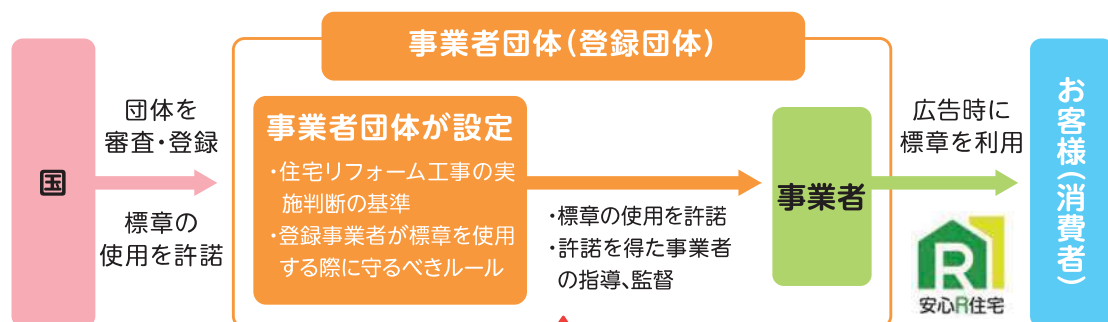 事業者団体(登録団体)
国
団体を
審査・登録
標章の
使用を許諾
事業者団体が設定
・住宅リフォーム工事の実
施判断の基準
・登録事業者が標章を使用
する際に守るべきルール
・標章の使用を許諾
・許諾を得た事業者
の指導、監督
事業者
広告時に
標章を利用
R
安心R住宅
お客様(消費者)